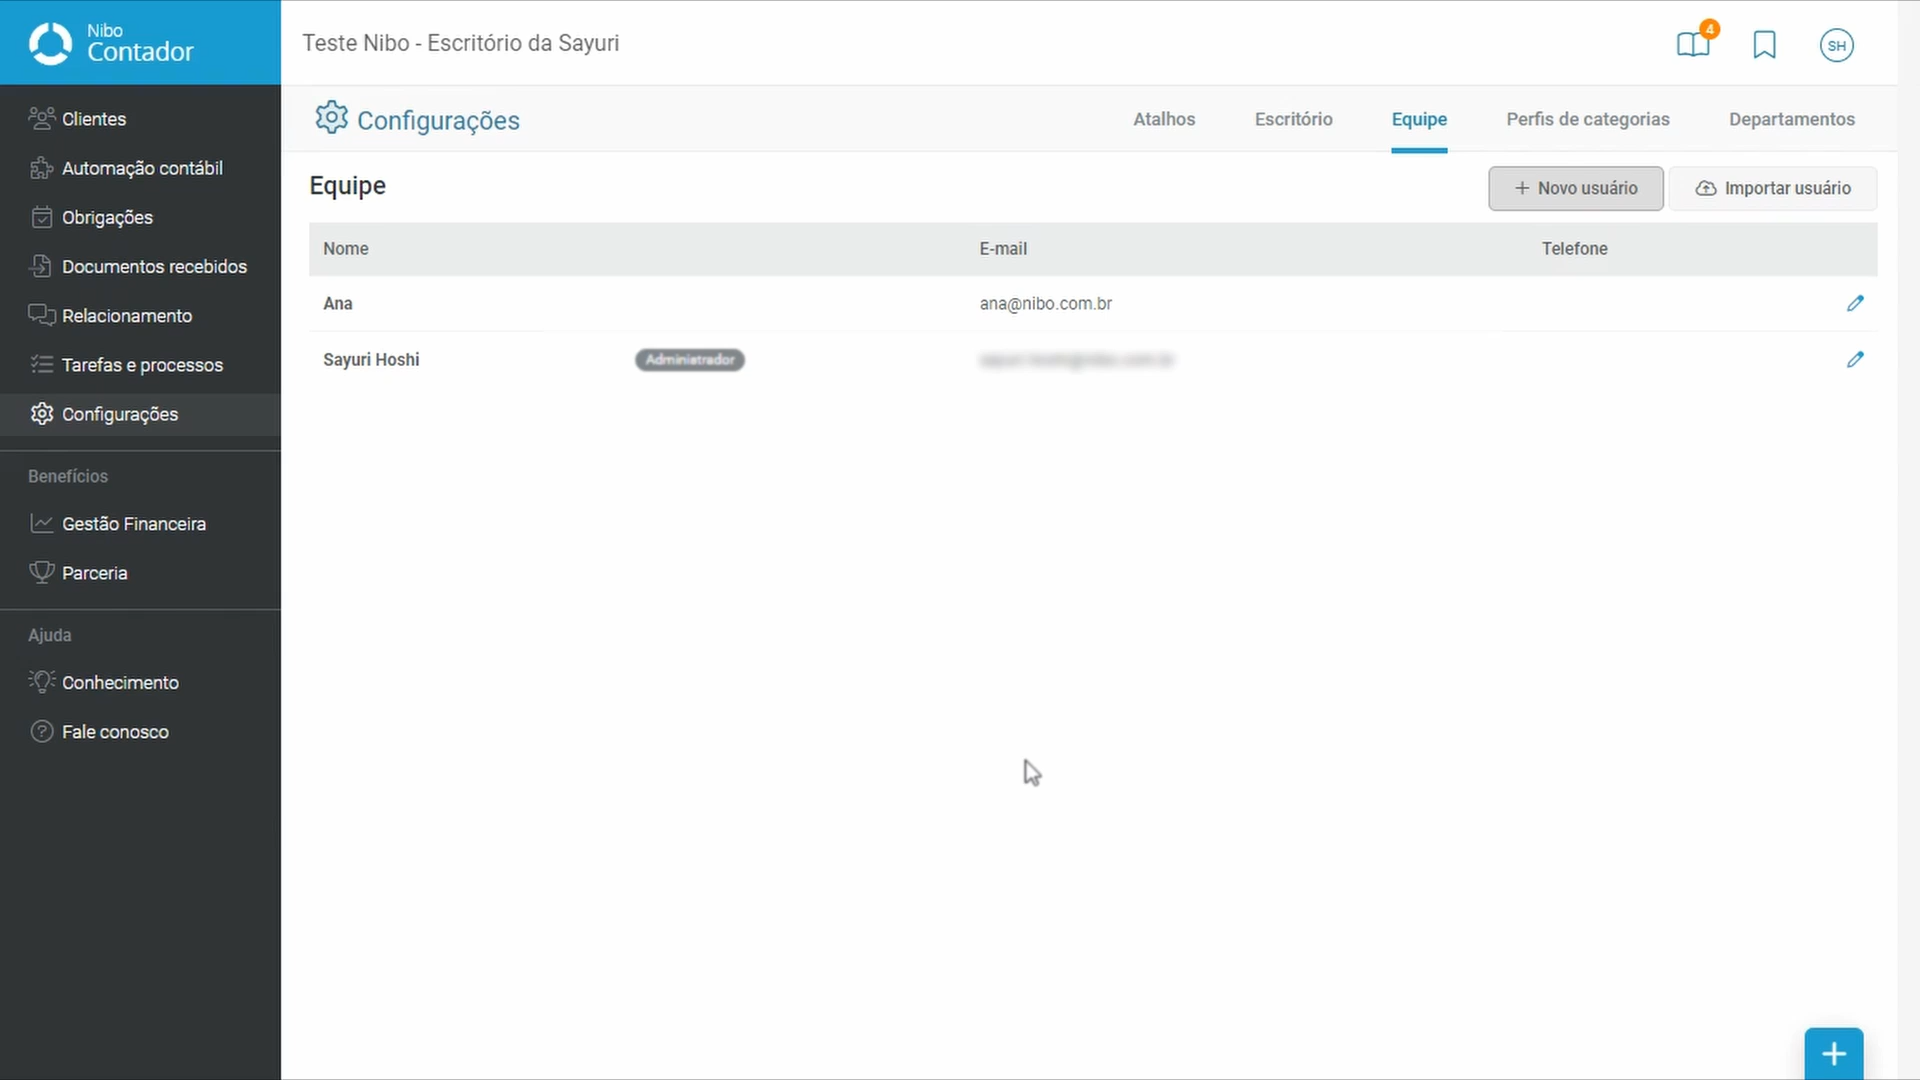 Nibo
Contador
Teste Nibo - Escritório da Sayuri
4
SH
Clientes
Automação contábil
Obrigações
Documentos recebidos
Relacionamento
Tarefas e processos
Configurações
Benefícios
Gestão Financeira
Parceria
Ajuda
Conhecimento
Fale conosco
Configurações
Atalhos Escritório Equipe Perfis de categorias Departamentos
Equipe
+ Novo usuário Importar usuário
Nome E-mail Telefone
Ana ana@nibo.com.br
Sayuri Hoshi Administrador